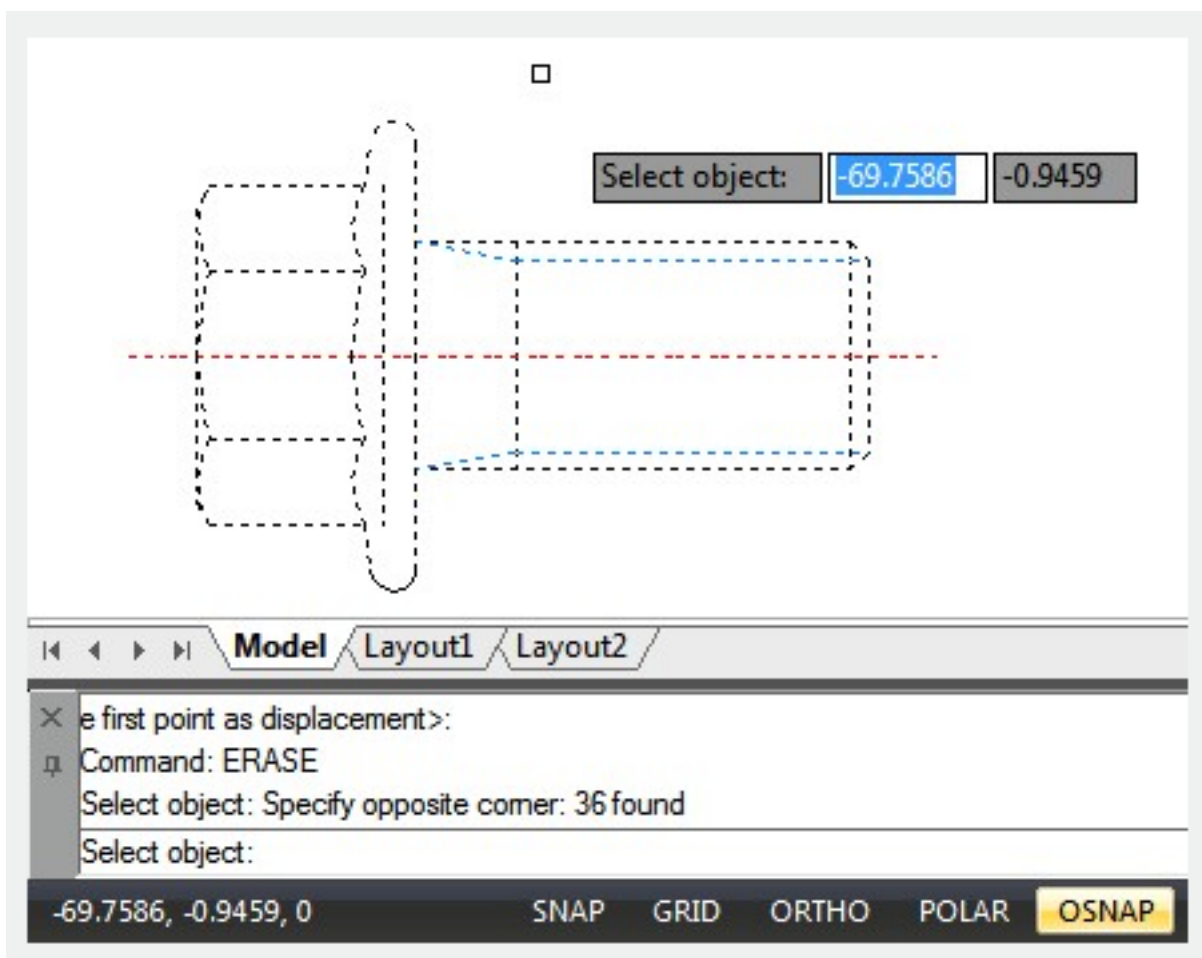 Select object: -69.7586 -0.9459
Model Layout1 Layout2
e first point as displacement>:
Command: ERASE
Select object: Specify opposite corner: 36 found
Select object:
-69.7586, -0.9459, 0 SNAP GRID ORTHO POLAR OSNAP